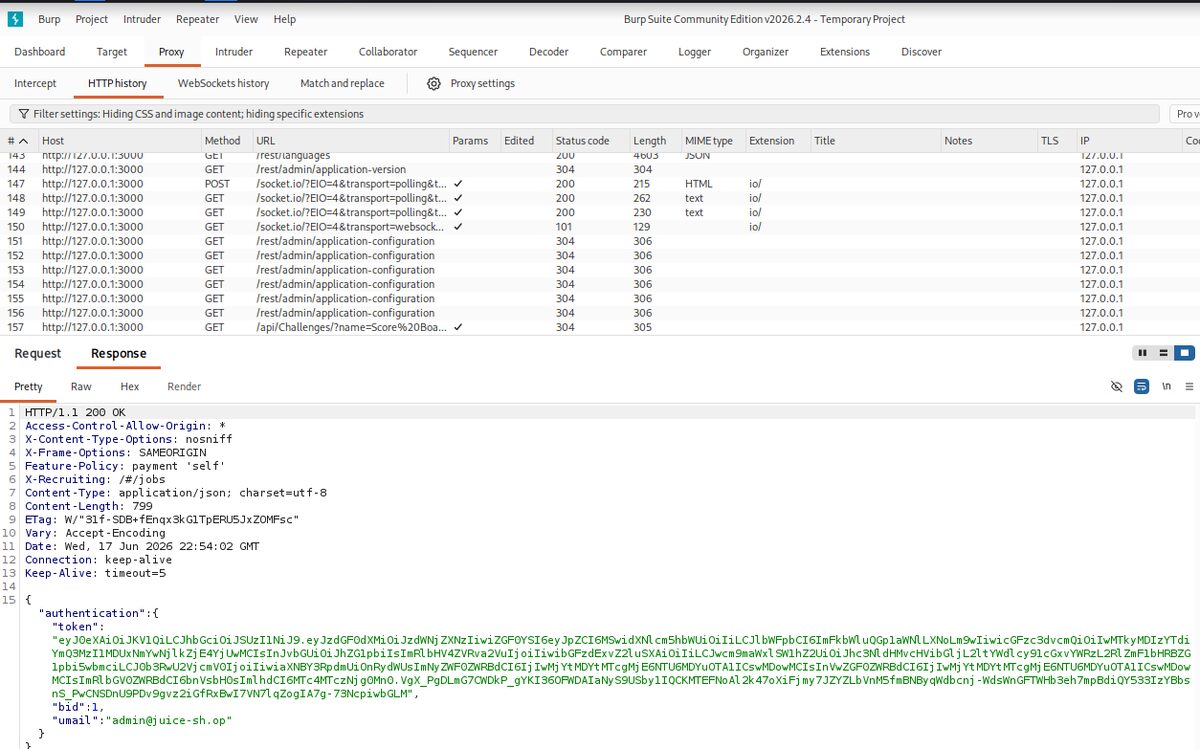 Burp Project Intruder Repeater View Help Burp Suite Community Edition v2026.2.4 - Temporary Project
Dashboard Target Proxy Intruder Repeater Collaborator Sequencer Decoder Comparer Logger Organizer Extensions Discover
Intercept HTTP history WebSockets history Match and replace Proxy settings
Filter settings: Hiding CSS and image content; hiding specific extensions
# Host Method URL Params Edited Status code Length MIME type Extension Title Notes TLS IP
143 http://127.0.0.1:3000 GET /rest/languages 200 4603 JSON 127.0.0.1
144 http://127.0.0.1:3000 GET /rest/admin/application-version 304 304 127.0.0.1
147 http://127.0.0.1:3000 POST /socket.io/?EIO=4&transport=polling&t... ✓ 200 215 HTML io/ 127.0.0.1
148 http://127.0.0.1:3000 GET /socket.io/?EIO=4&transport=polling&t... ✓ 200 262 text io/ 127.0.0.1
149 http://127.0.0.1:3000 GET /socket.io/?EIO=4&transport=polling&t... ✓ 200 230 text io/ 127.0.0.1
150 http://127.0.0.1:3000 GET /socket.io/?EIO=4&transport=websock... ✓ 101 129 io/ 127.0.0.1
151 http://127.0.0.1:3000 GET /rest/admin/application-configuration 304 306 127.0.0.1
152 http://127.0.0.1:3000 GET /rest/admin/application-configuration 304 306 127.0.0.1
153 http://127.0.0.1:3000 GET /rest/admin/application-configuration 304 306 127.0.0.1
154 http://127.0.0.1:3000 GET /rest/admin/application-configuration 304 306 127.0.0.1
155 http://127.0.0.1:3000 GET /rest/admin/application-configuration 304 306 127.0.0.1
156 http://127.0.0.1:3000 GET /rest/admin/application-configuration 304 306 127.0.0.1
157 http://127.0.0.1:3000 GET /api/Challenges/?name=Score%20Boa... ✓ 304 305 127.0.0.1
Request Response
Pretty Raw Hex Render \n
1 HTTP/1.1 200 OK
2 Access-Control-Allow-Origin: *
3 X-Content-Type-Options: nosniff
4 X-Frame-Options: SAMEORIGIN
5 Feature-Policy: payment 'self'
6 X-Recruiting: /#/jobs
7 Content-Type: application/json; charset=utf-8
8 Content-Length: 799
9 ETag: W/"31f-SDB+fEnqx3kG1TpERU5JxZOMFsc"
10 Vary: Accept-Encoding
11 Date: Wed, 17 Jun 2026 22:54:02 GMT
12 Connection: keep-alive
13 Keep-Alive: timeout=5
14
15 {
"authentication":{
"token":
"bid":1,
"umail":"admin@juice-sh.op"
}
}